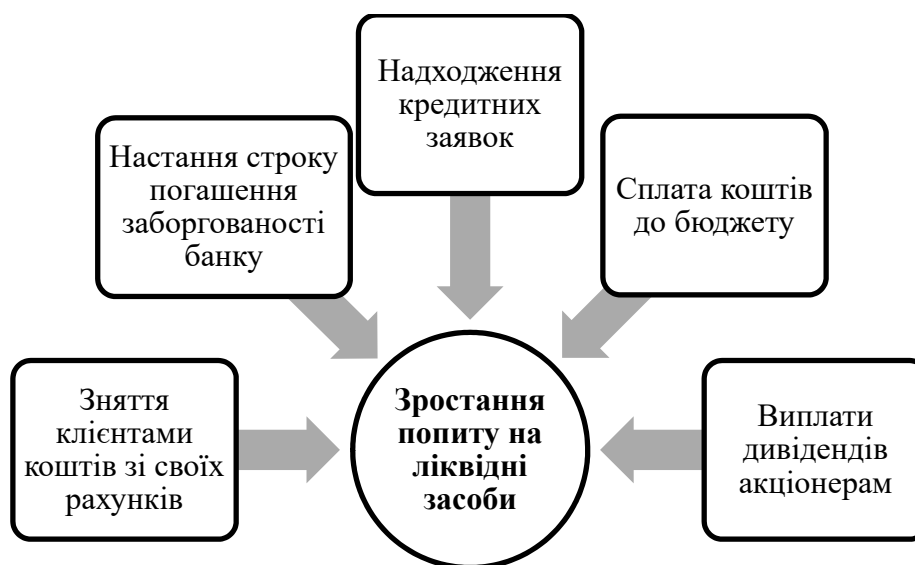 Надходження
кредитних
заявок
Настання строку
погашення
заборгованості
банку
Сплата коштів
до бюджету
Зняття
клієнтами
коштів зі своїх
рахунків
Зростання
попиту на
ліквідні
засоби
Виплати
дивідендів
акціонерам